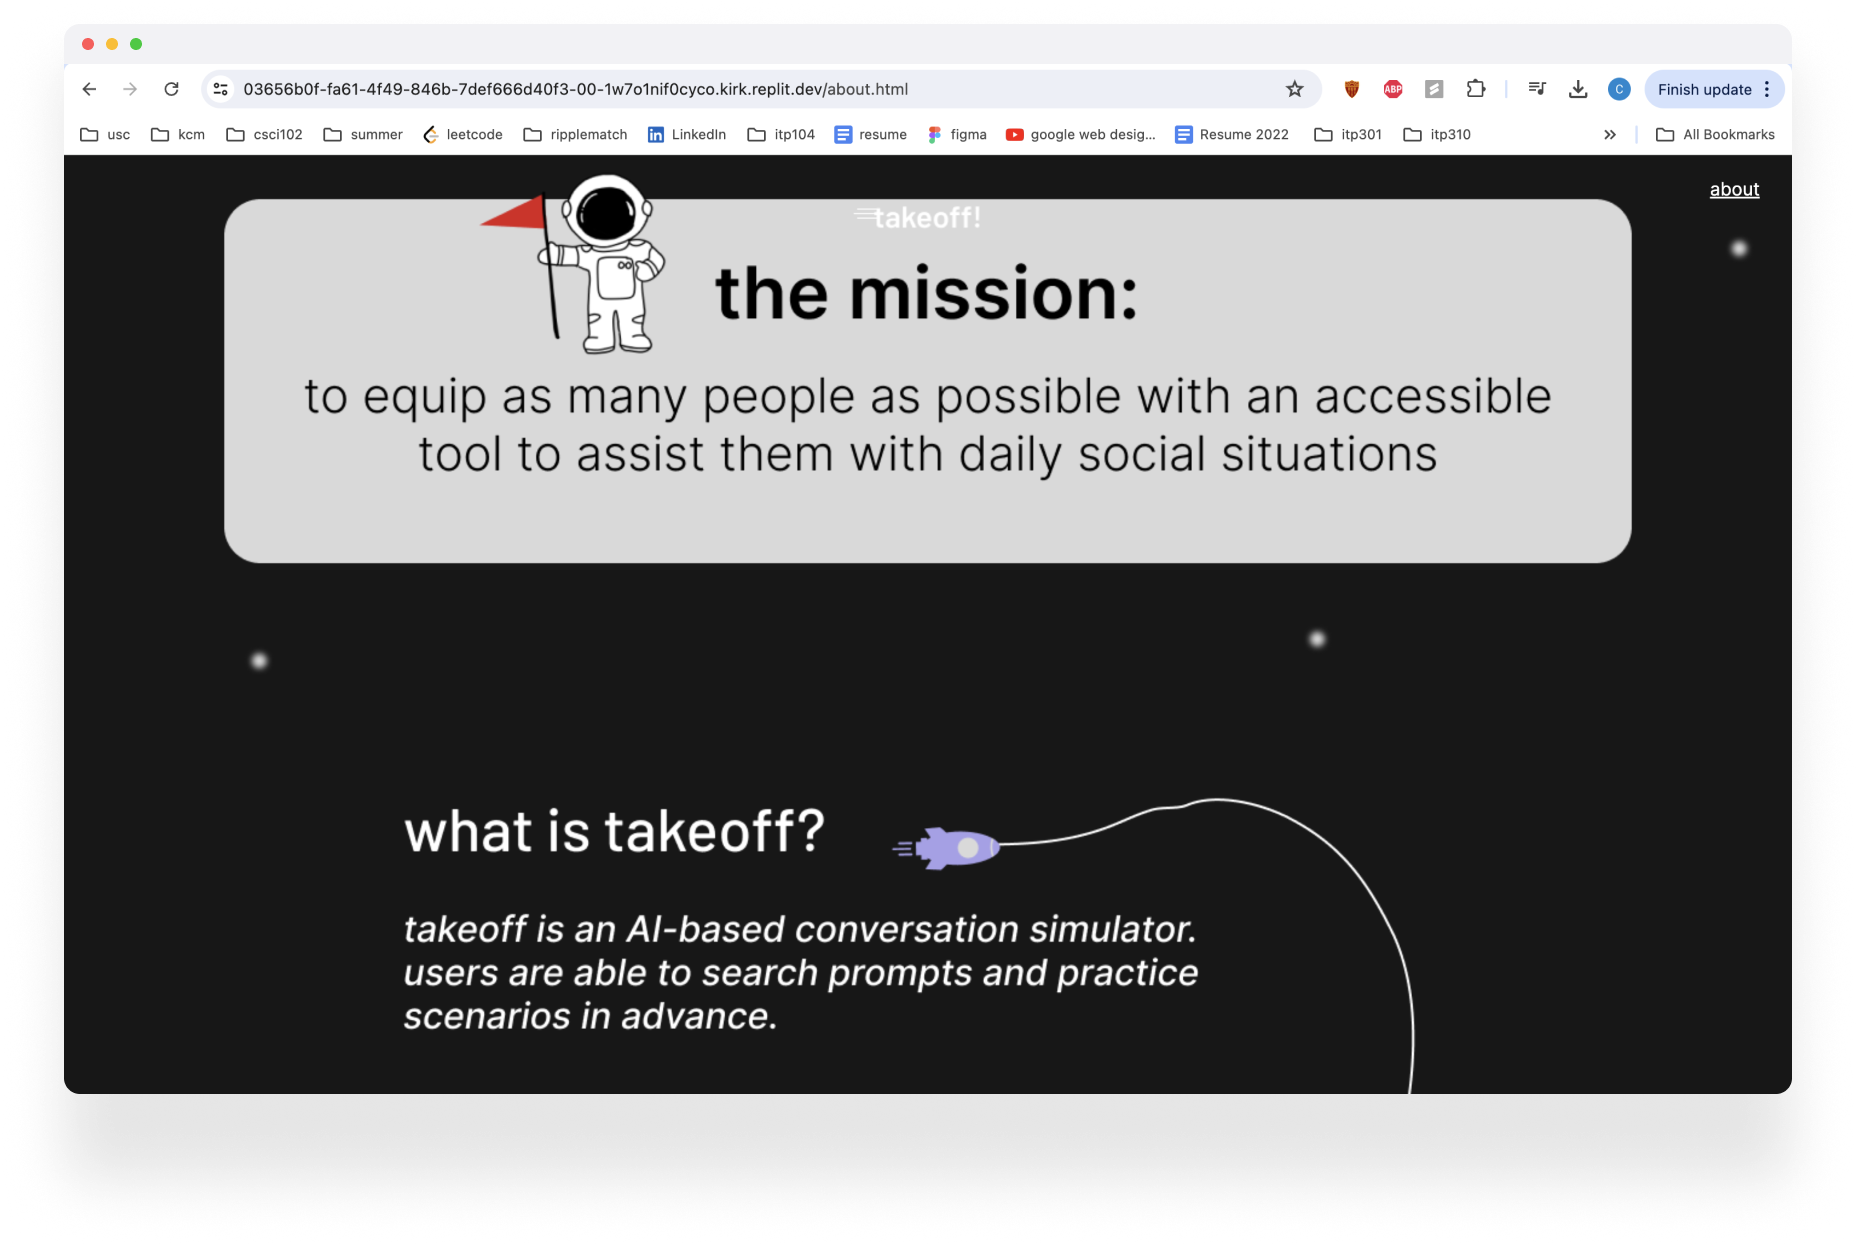 03656b0f-fa61-4f49-846b-7def666d40f3-00-1w7o1nif0cyco.kirk.replit.dev/about.html
ABP
C
Finish update
usc
kcm
csci102
summer
leetcode
ripplematch
in
LinkedIn
itp104
resume
figma
google web desig...
Resume 2022
itp301
itp310
»
All Bookmarks
about
takeoff!
the mission:
to equip as many people as possible with an accessible
tool to assist them with daily social situations
what is takeoff?
takeoff is an AI-based conversation simulator.
users are able to search prompts and practice
scenarios in advance.